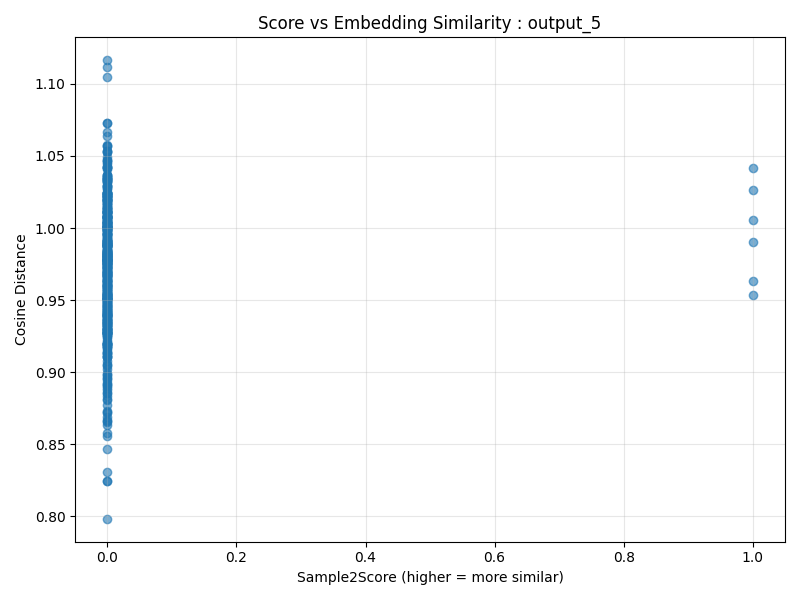 Score vs Embedding Similarity : output_5
Cosine Distance
1.10
1.05
1.00
0.95
0.90
0.85
0.80
0.0 0.2 0.4 0.6 0.8 1.0
Sample2Score (higher = more similar)